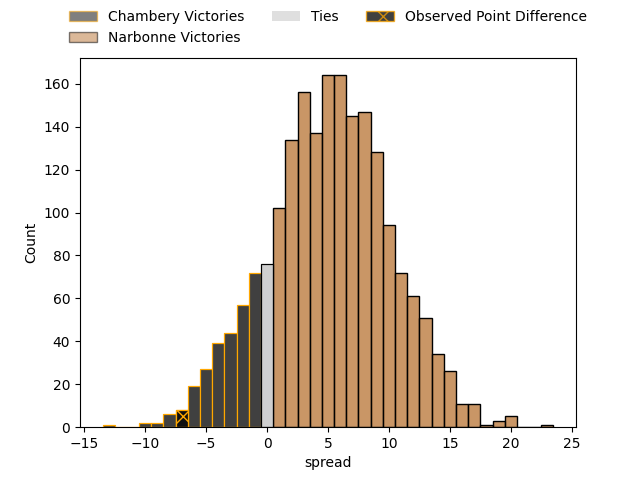 Chambery Victories Ties Observed Point Difference
Narbonne Victories
160
140
120
100
80
60
40
20
0
Count
−15 −10 −5 0 5 10 15 20 25
spread